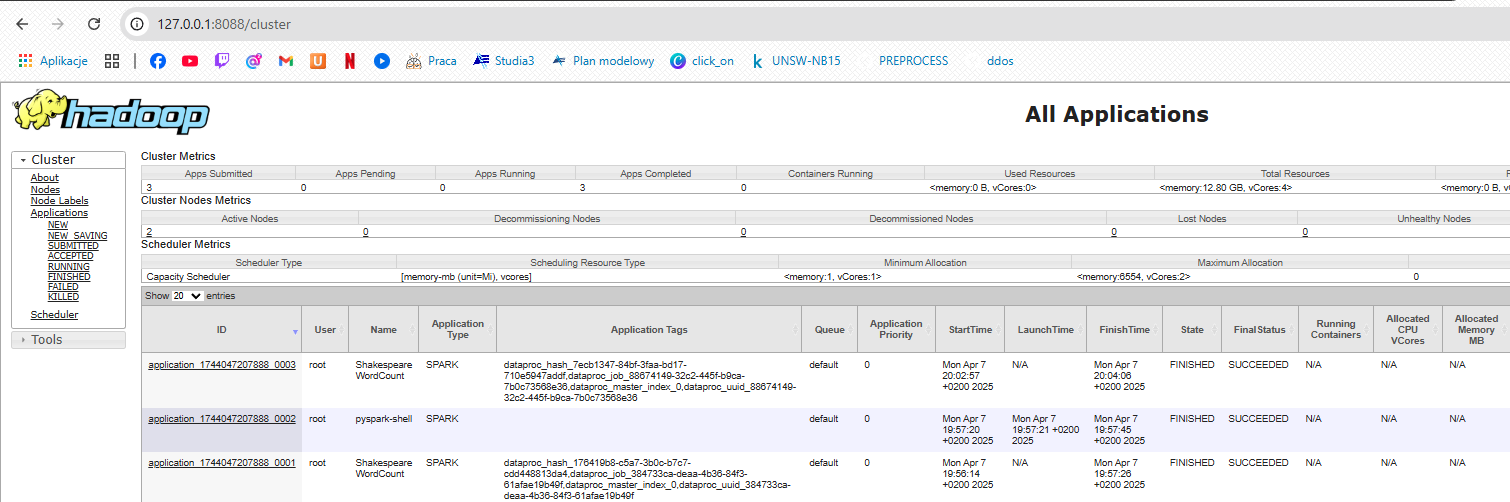 127.0.0.1:8088/cluster
Aplikacje
Praca
Studia3
Plan modelowy
click_on
UNSW-NB15
PREPROCESS
ddos
hadoop
All Applications
Cluster
About
Nodes
Node Labels
Applications
NEW
NEW_SAVING
SUBMITTED
ACCEPTED
RUNNING
FINISHED
FAILED
KILLED
Scheduler
Tools
Cluster Metrics
Apps Submitted Apps Pending Apps Running Apps Completed Containers Running Used Resources Total Resources
3 0 0 3 0 <memory:0 B, vCores:0> <memory:12.80 GB, vCores:4> <memory:0 B,
Cluster Nodes Metrics
Active Nodes Decommissioning Nodes Decommissioned Nodes Lost Nodes Unhealthy Nodes
2 0 0 0 0
Scheduler Metrics
Scheduler Type Scheduling Resource Type Minimum Allocation Maximum Allocation
Capacity Scheduler [memory-mb (unit=Mi), vcores] <memory:1, vCores:1> <memory:6554, vCores:2> 0
Show 20 entries
ID User Name Application Type Application Tags Queue Application Priority StartTime LaunchTime FinishTime State FinalStatus Running Containers Allocated CPU VCores Allocated Memory MB
application_1744047207888_0003 root Shakespeare SPARK dataproc_hash_7ecb1347-84bf-3faa-bd17- default 0 Mon Apr 7 N/A Mon Apr 7 FINISHED SUCCEEDED N/A N/A N/A
WordCount 710e5947addf,dataproc_job_88674149-32c2-445f-b9ca- 20:02:57 20:04:06
7b0c73568e36,dataproc_master_index_0,dataproc_uuid_88674149- +0200 2025 +0200 2025
32c2-445f-b9ca-7b0c73568e36
application_1744047207888_0002 root pyspark-shell SPARK default 0 Mon Apr 7 Mon Apr 7 Mon Apr 7 FINISHED SUCCEEDED N/A N/A N/A
19:57:20 19:57:21 +0200 19:57:45
+0200 2025 2025 +0200 2025
application_1744047207888_0001 root Shakespeare SPARK dataproc_hash_176419b8-c5a7-3b0c-b7c7- default 0 Mon Apr 7 N/A Mon Apr 7 FINISHED SUCCEEDED N/A N/A N/A
WordCount cdd448813da4,dataproc_job_384733ca-deaa-4b36-84f3- 19:56:14 19:57:26
61afae19b49f,dataproc_master_index_0,dataproc_uuid_384733ca- +0200 2025 +0200 2025
deaa-4b36-84f3-61afae19b49f